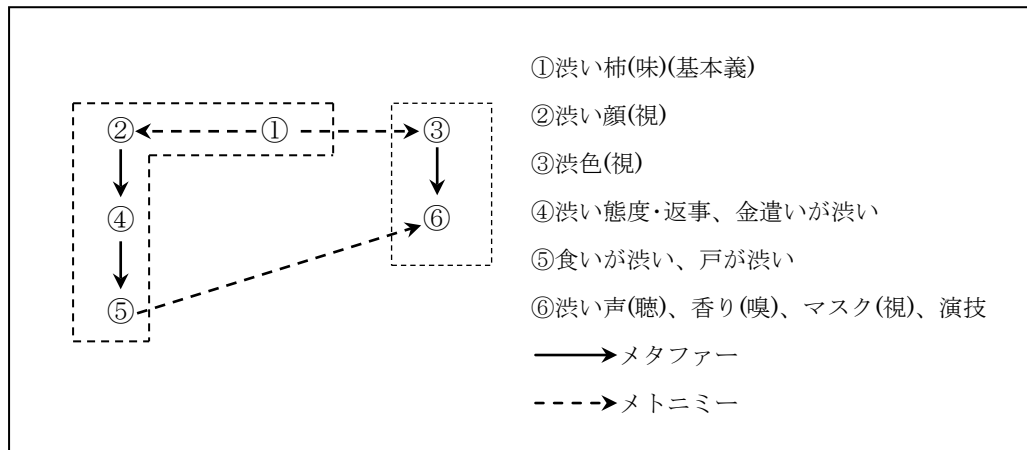 ①渋い柿(味)(基本義)
②渋い顔(視)
③渋色(視)
④渋い態度・返事、金遣いが渋い
⑤食いが渋い、戸が渋い
⑥渋い声(聴)、香り(嗅)、マスク(視)、演技
メタファー
メトニミー
② ① ③
④ ⑥
⑤